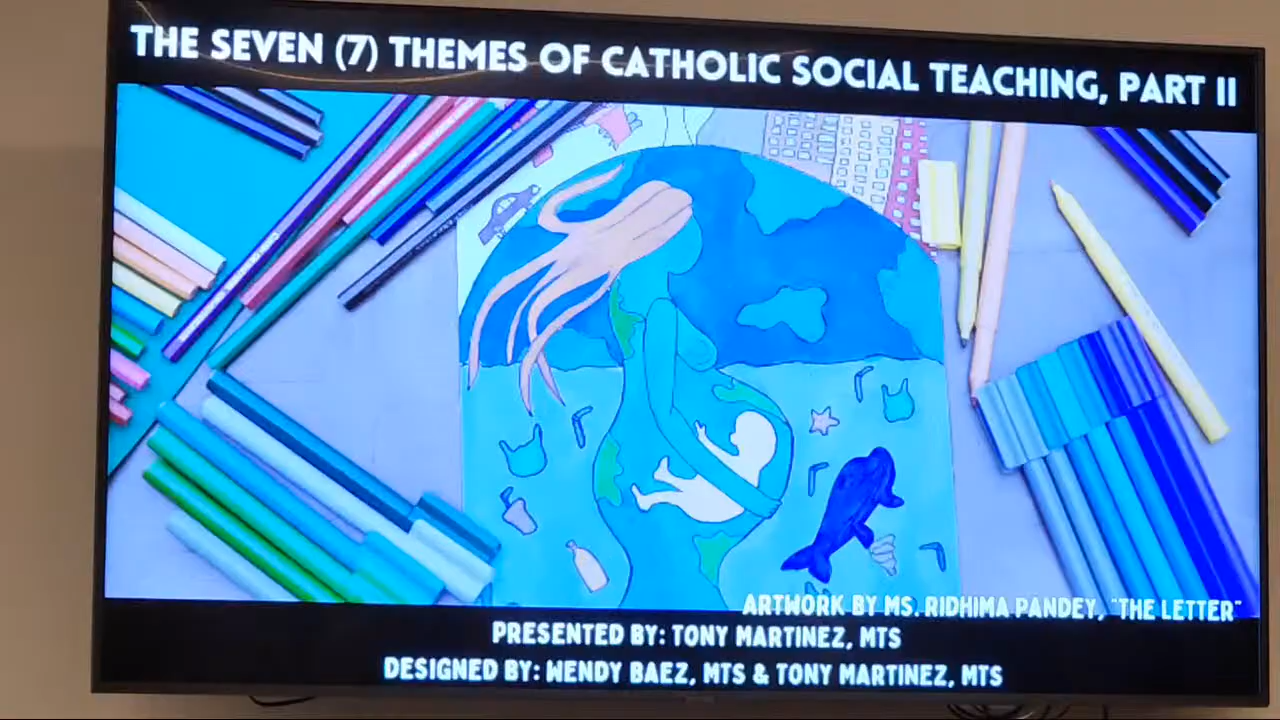 THE SEVEN (7) THEMES OF CATHOLIC SOCIAL TEACHING, PART II
ARTWORK BY MS. RIDHIMA PANDEY, "THE LETTER"
PRESENTED BY: TONY MARTINEZ, MTS
DESIGNED BY: WENDY BAEZ, MTS & TONY MARTINEZ, MTS